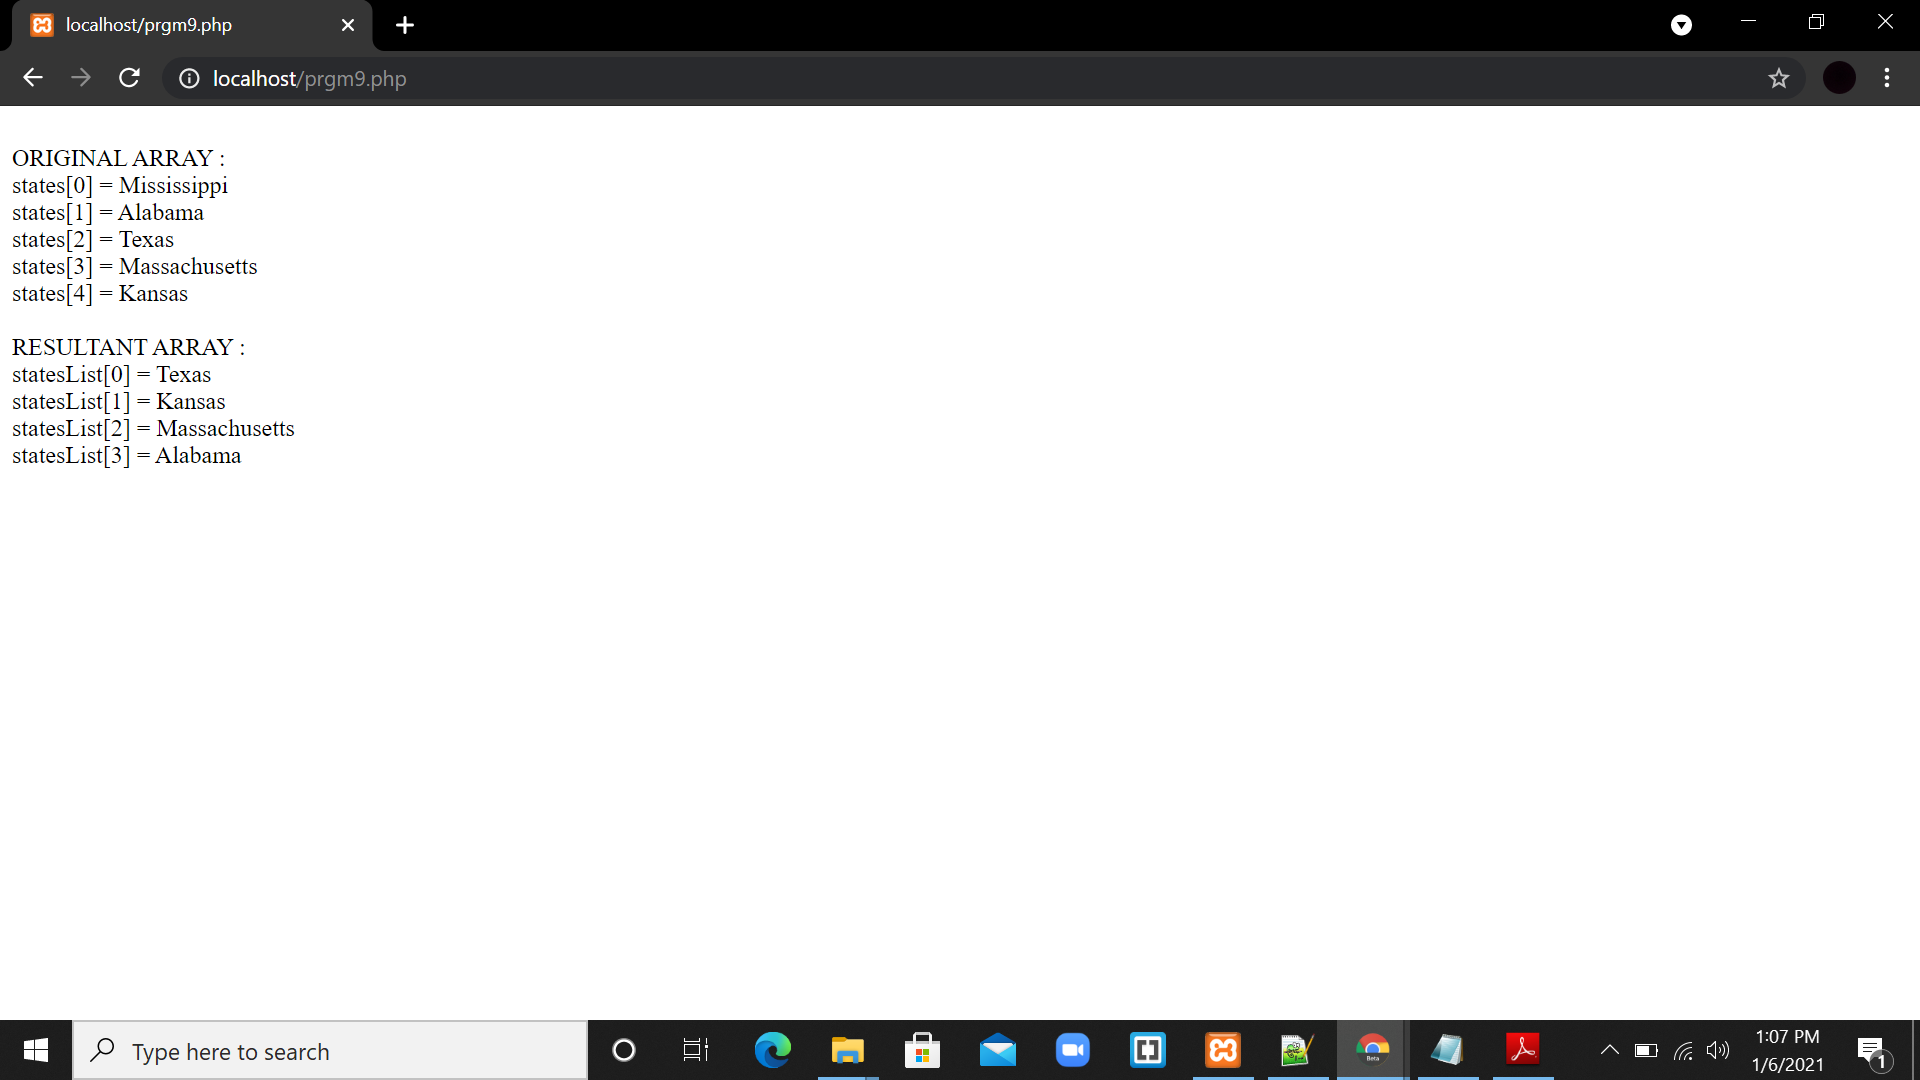 localhost/prgm9.php
localhost/prgm9.php
ORIGINAL ARRAY :
states[0] = Mississippi
states[1] = Alabama
states[2] = Texas
states[3] = Massachusetts
states[4] = Kansas
RESULTANT ARRAY :
statesList[0] = Texas
statesList[1] = Kansas
statesList[2] = Massachusetts
statesList[3] = Alabama
Type here to search
Beta
1:07 PM
1/6/2021
1